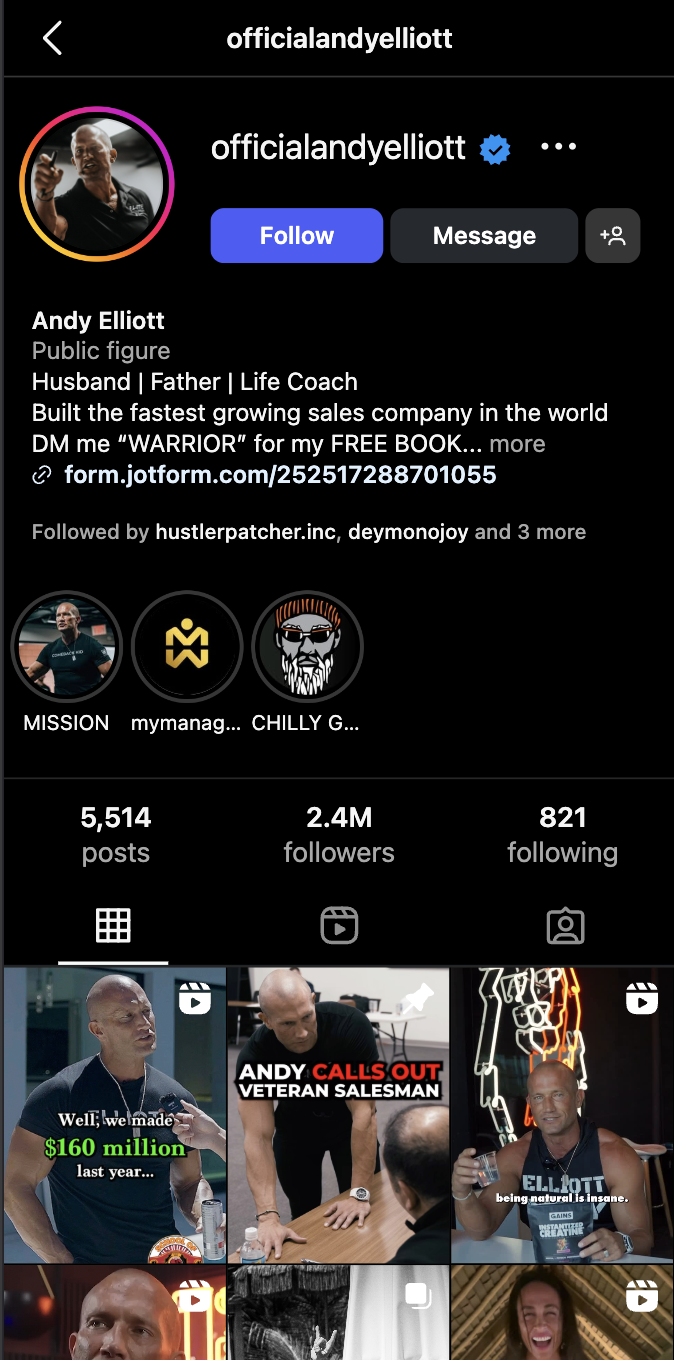 officialandyelliott
officialandyelliott
Follow
Message
Andy Elliott
Public figure
Husband | Father | Life Coach
Built the fastest growing sales company in the world
DM me “WARRIOR” for my FREE BOOK... more
form.jotform.com/252517288701055
Followed by hustlerpatcher.inc, deymonojoy and 3 more
COMEBACK KID
MISSION
mymanag...
CHILLY G...
5,514
posts
2.4M
followers
821
following
Well, we made
$160 million
last year...
ANDY CALLS OUT
VETERAN SALESMAN
ELLIOTT
being natural is insane.
GAINS
INSTANTIZED
CREATINE